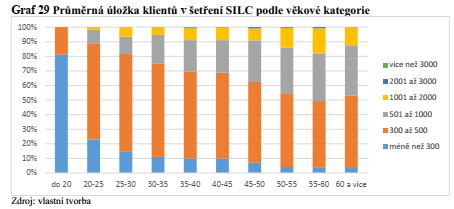 Graf 29 Průměrná úložka klientů v šetření SILC podle věkové kategorie
100%
90%
80%
70%
60%
50%
40%
30%
20%
10%
0%
do 20
20-25
25-30
30-35
35-40
40-45
45-50
50-55
55-60
60 a vice
vice než 3000
2001 až 3000
1001 až 2000
501 až 1000
300 až 500
méně než 300
Zdroj: vlastní tvorba